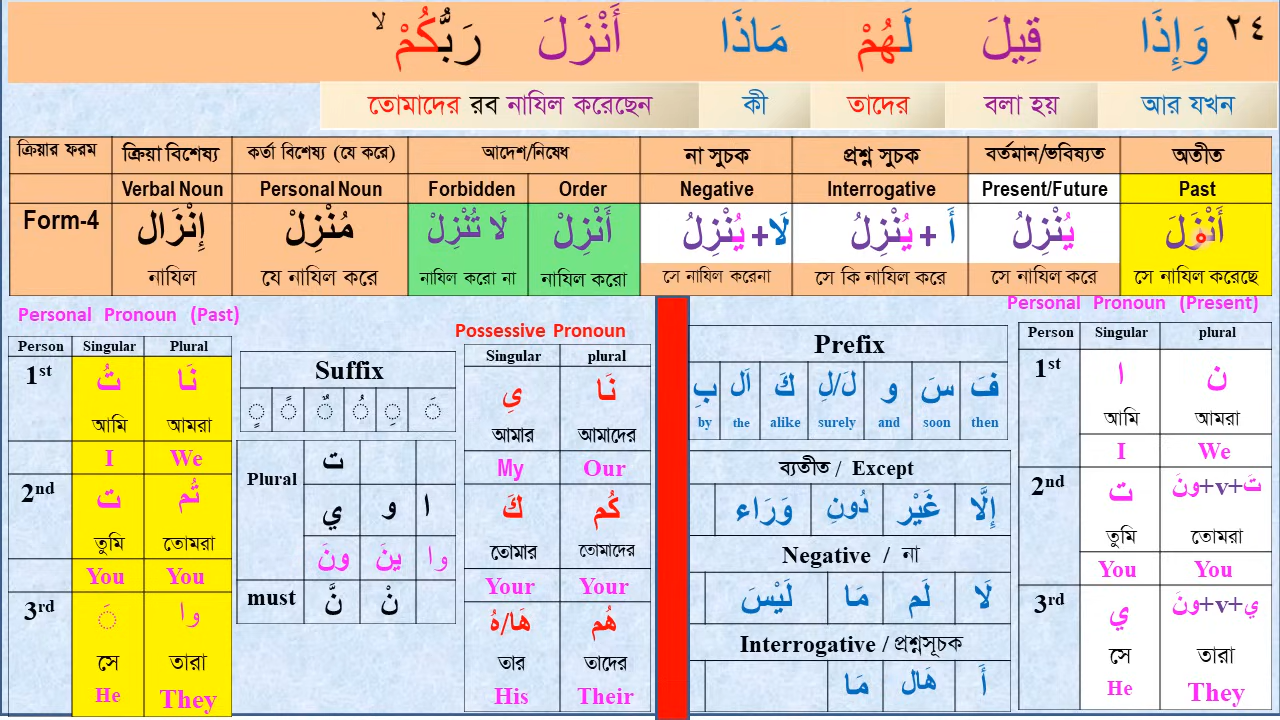 ٢٤ وَإِذَا قِيلَ لَهُمْ مَاذَا أَنْزَلَ رَبُّكُمْ ۙ
তোমাদের রব নাযিল করেছেন কী তাদের বলা হয় আর যখন
ক্রিয়ার ফরম ক্রিয়া বিশেষ্য কর্তা বিশেষ্য (যে করে) আদেশ/নিষেধ না সুচক প্রশ্ন সুচক বর্তমান/ভবিষ্যত অতীত
Verbal Noun Personal Noun Forbidden Order Negative Interrogative Present/Future Past
Form-4 إِنْزَال مُنْزِلْ لَا تُنْزِلْ أَنْزِلْ لَا + يُنْزِلُ أَ + يُنْزِلُ يُنْزِلُ أَنْزَلَ
নাযিল যে নাযিল করে নাযিল করো না নাযিল করো সে নাযিল করেনা সে কি নাযিল করে সে নাযিল করে সে নাযিল করেছে
Personal Pronoun (Past)
Person Singular Plural
1st تُ نَا
আমি আমরা
I We
2nd ت تُم
তুমি তোমরা
You You
3rd َ وا
সে তারা
He They
Suffix
ٍ ً ٌ ُ ِ َ
Plural ت
ي و ا
ونَ ينَ وا
must نَّ نْ
Possessive Pronoun
Singular plural
يِ نَا
আমার আমাদের
My Our
كَ كُم
তোমার তোমাদের
Your Your
هَا/هُ هُم
তার তাদের
His Their
Prefix
بِ اَل كَ لَ/لِ و سَ فَ
by the alike surely and soon then
ব্যতীত / Except
وَرَاء دُونِ غَيْر إِلَّا
Negative / না
لَيْسَ مَا لَم لَا
Interrogative / প্রশ্নসূচক
مَا هَال أَ
Personal Pronoun (Present)
Person Singular plural
1st ا ن
আমি আমরা
I We
2nd ت تَ+v+ونَ
তুমি তোমরা
You You
3rd ي ي+v+ونَ
সে তারা
He They